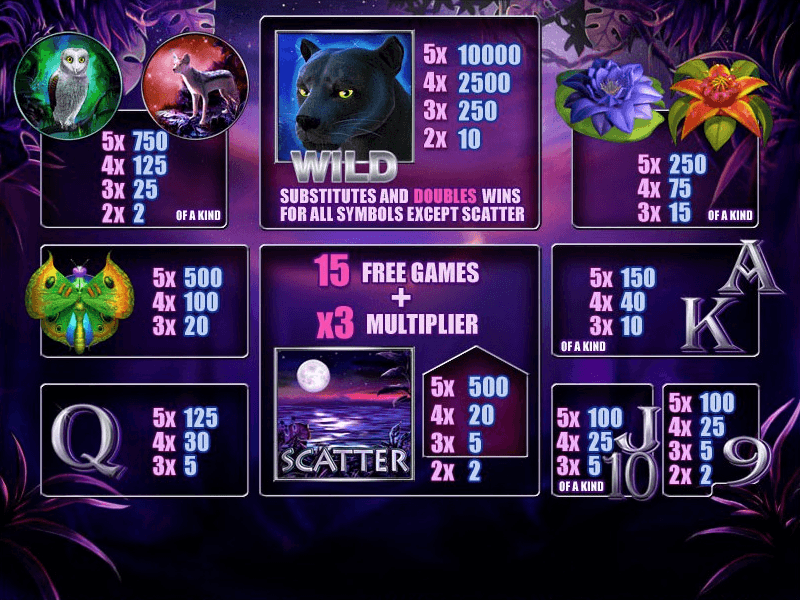 5x 750
4x 125
3x 25
2x 2
OF A KIND
WILD
5x 10000
4x 2500
3x 250
2x 10
SUBSTITUTES AND DOUBLES WINS
FOR ALL SYMBOLS EXCEPT SCATTER
5x 250
4x 75
3x 15
OF A KIND
5x 500
4x 100
3x 20
15 FREE GAMES
+
x3 MULTIPLIER
SCATTER
5x 500
4x 20
3x 5
2x 2
5x 150
4x 40
3x 10
OF A KIND
A
K
Q
5x 125
4x 30
3x 5
5x 100
4x 25
3x 5
OF A KIND
J
10
5x 100
4x 25
3x 5
2x 2
9